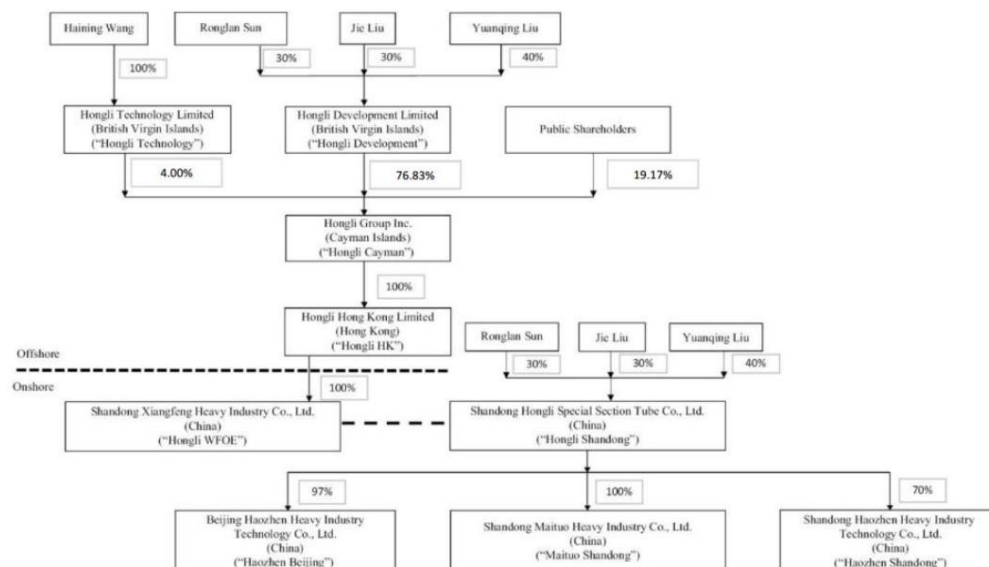 Haining Wang
Ronglan Sun
Jie Liu
Yuanqing Liu
100%
30%
30%
40%
Hongli Technology Limited
(British Virgin Islands)
(“Hongli Technology”)
Hongli Development Limited
(British Virgin Islands)
(“Hongli Development”)
Public Shareholders
4.00%
76.83%
19.17%
Hongli Group Inc.
(Cayman Islands)
(“Hongli Cayman”)
100%
Hongli Hong Kong Limited
(Hong Kong)
(“Hongli HK”)
Ronglan Sun
Jie Liu
Yuanqing Liu
30%
30%
40%
Offshore
Onshore
100%
Shandong Xiangfeng Heavy Industry Co., Ltd.
(China)
(“Hongli WFOE”)
Shandong Hongli Special Section Tube Co., Ltd.
(China)
(“Hongli Shandong”)
97%
100%
70%
Beijing Haozhen Heavy Industry
Technology Co., Ltd.
(China)
(“Haozhen Beijing”)
Shandong Maituo Heavy Industry Co., Ltd.
(China)
(“Maituo Shandong”)
Shandong Haozhen Heavy Industry
Technology Co., Ltd.
(China)
(“Haozhen Shandong”)